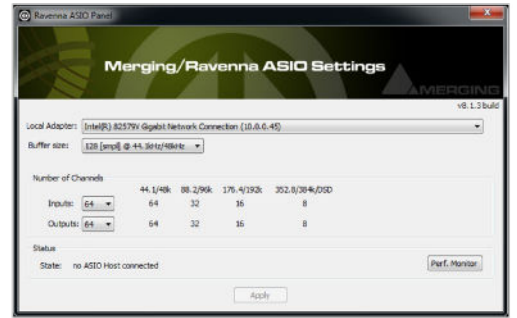 Ravenna ASIO Panel
Merging/Ravenna ASIO Settings
MERGING
v8.1.3 build
Local Adapter: Intel(R) 82579V Gigabit Network Connection (10.0.0.45)
Buffer size: 128 [smpl] @ 44.1kHz/48kHz
Number of Channels
44.1/48k 88.2/96k 176.4/192k 352.8/384k/DSD
Inputs: 64 64 32 16 8
Outputs: 64 64 32 16 8
Status
State: no ASIO Host connected Perf. Monitor
Apply